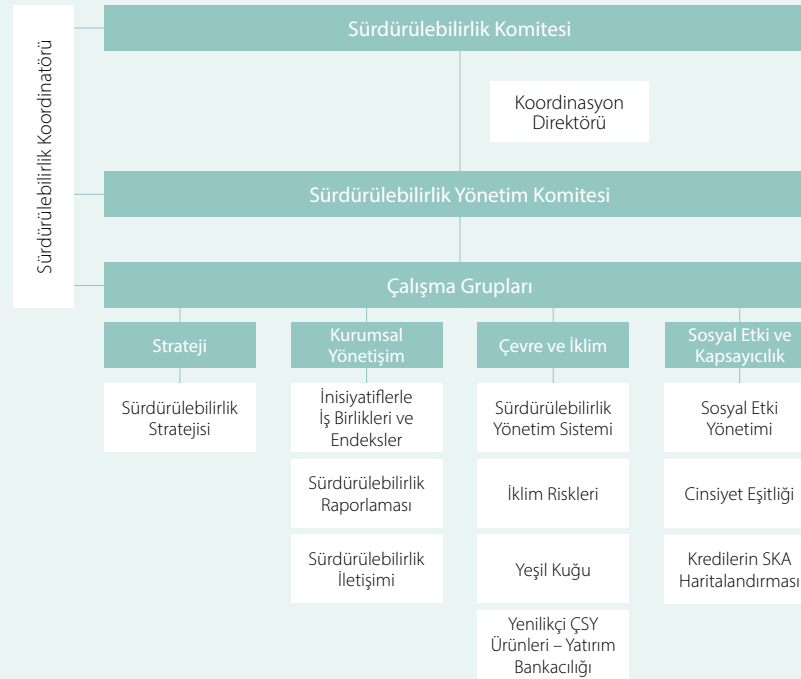 Sürdürülebilirlik Koordinatörü
Sürdürülebilirlik Komitesi
Koordinasyon
Direktörü
Sürdürülebilirlik Yönetim Komitesi
Çalışma Grupları
Strateji
Sürdürülebilirlik
Stratejisi
Kurumsal
Yönetişim
İnisiyatiflerle
İş Birlikleri ve
Endeksler
Sürdürülebilirlik
Raporlaması
Sürdürülebilirlik
İletişimi
Çevre ve İklim
Sürdürülebilirlik
Yönetim Sistemi
İklim Riskleri
Yeşil Kuğu
Yenilikçi ÇSY
Ürünleri – Yatırım
Bankacılığı
Sosyal Etki ve
Kapsayıcılık
Sosyal Etki
Yönetimi
Cinsiyet Eşitliği
Kredilerin SKA
Haritalandırması